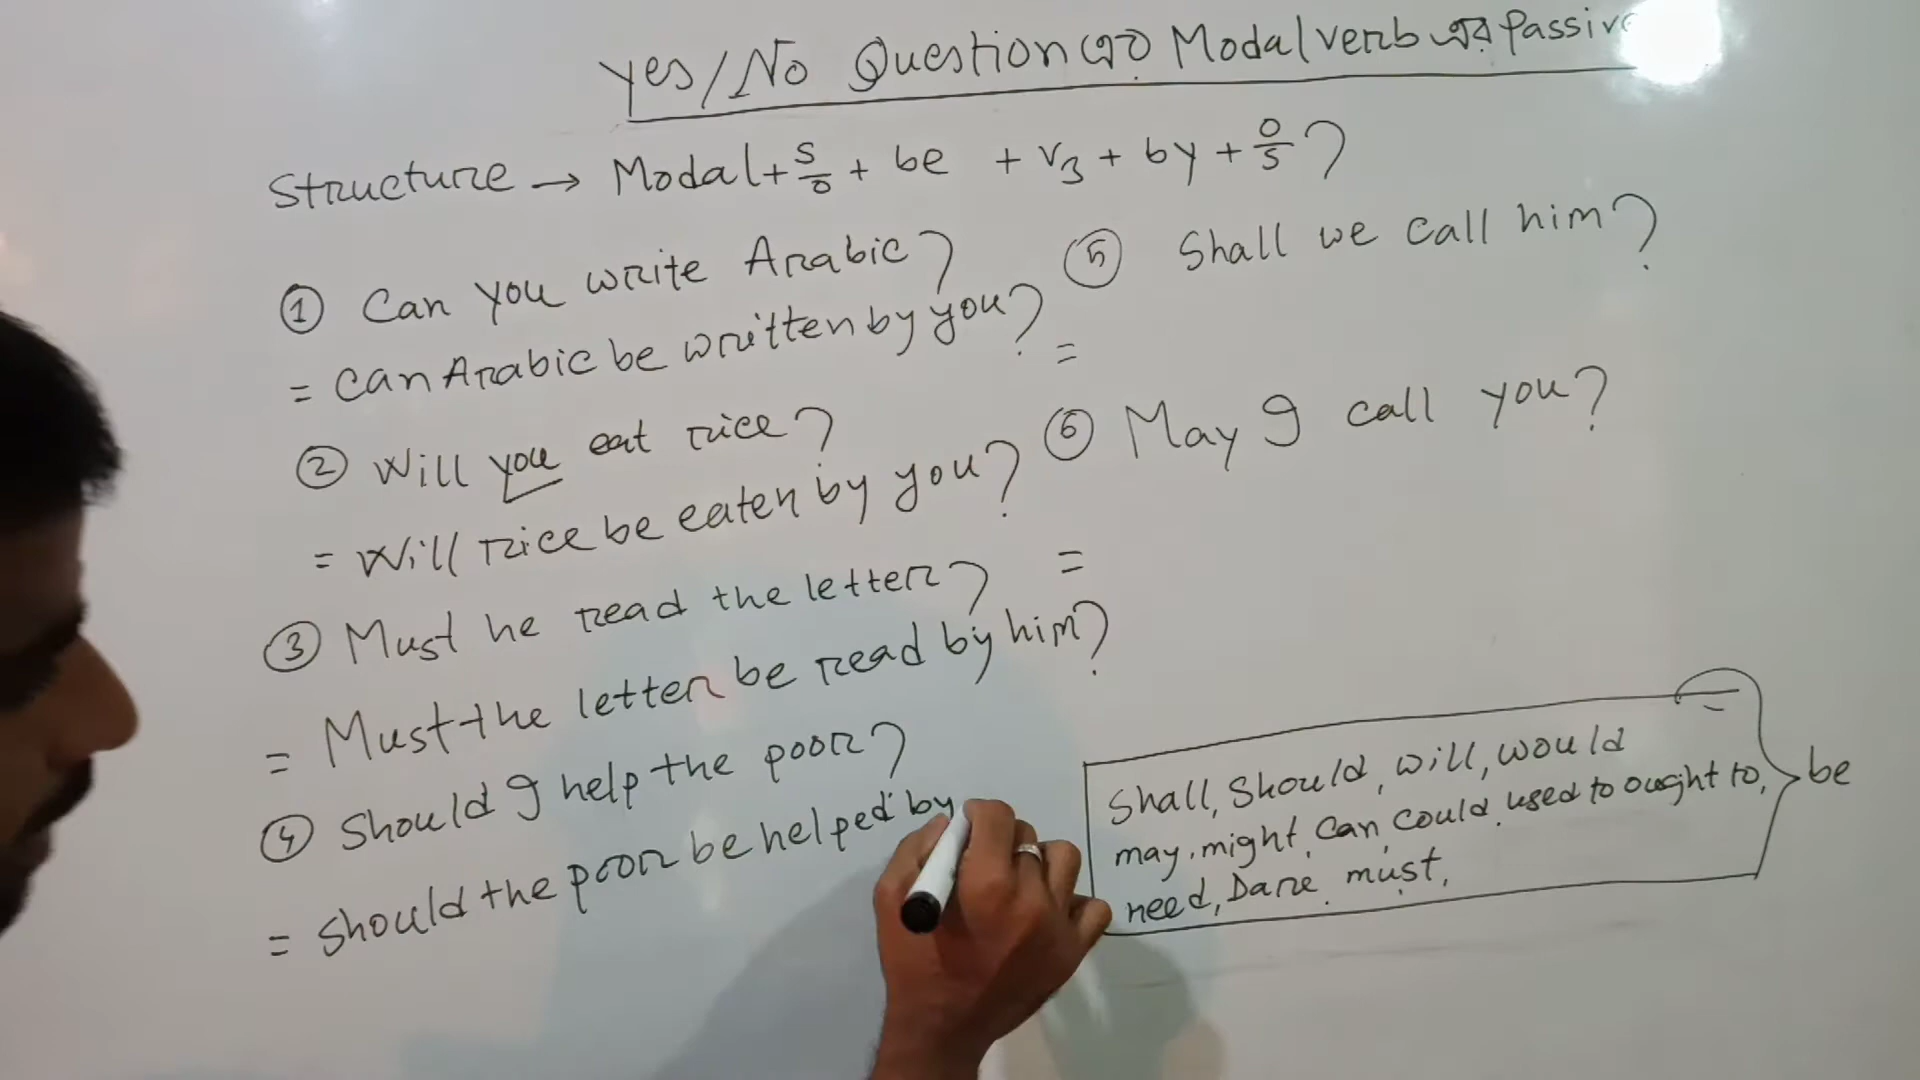 Yes/No Question এর Modal verb এর Passive
Structure → Modal + S/O + be + V3 + by + O/S ?
① Can you write Arabic?
= Can Arabic be written by you?
② Will you eat rice?
= Will rice be eaten by you?
③ Must he read the letter?
= Must the letter be read by him?
④ Should I help the poor?
= Should the poor be helped by
⑤ Shall we call him?
=
⑥ May I call you?
=
Shall, Should, will, would
may, might, Can, Could, used to ought to, be
need, Dare, must,